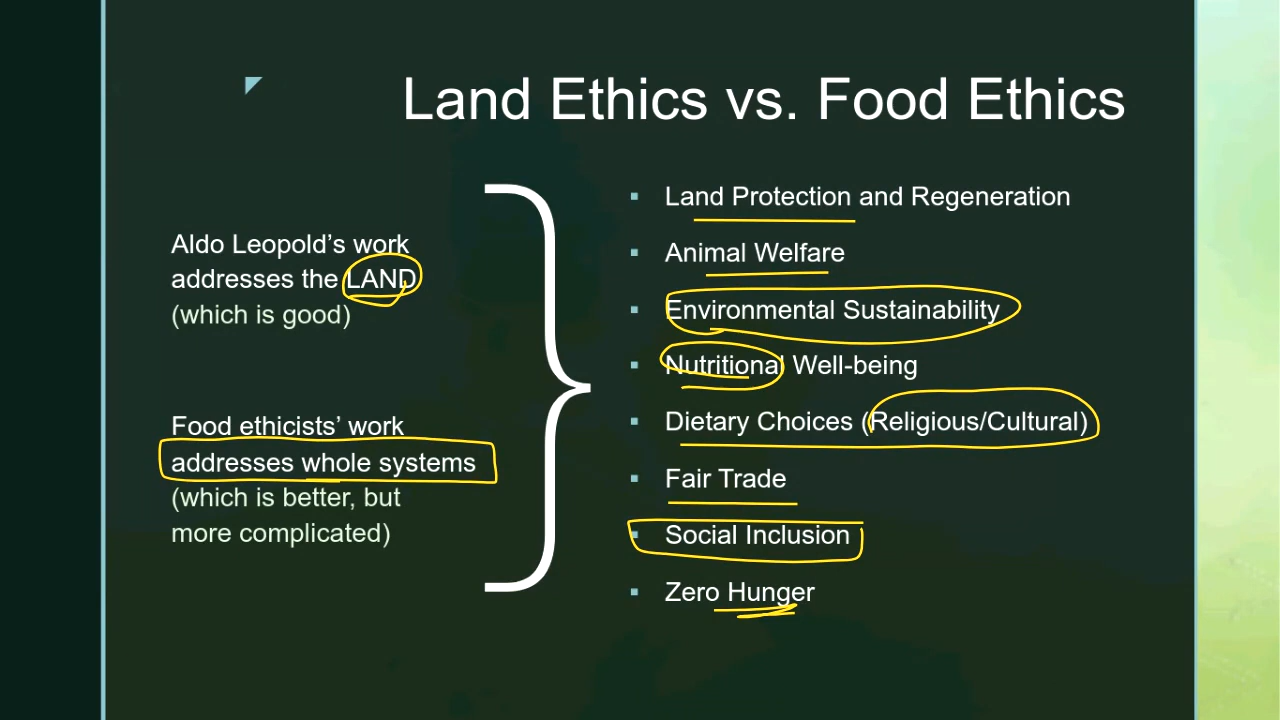 Land Ethics vs. Food Ethics
Aldo Leopold’s work
addresses the LAND
(which is good)
Food ethicists’ work
addresses whole systems
(which is better, but
more complicated)
▪ Land Protection and Regeneration
▪ Animal Welfare
▪ Environmental Sustainability
▪ Nutritional Well-being
▪ Dietary Choices (Religious/Cultural)
▪ Fair Trade
▪ Social Inclusion
▪ Zero Hunger